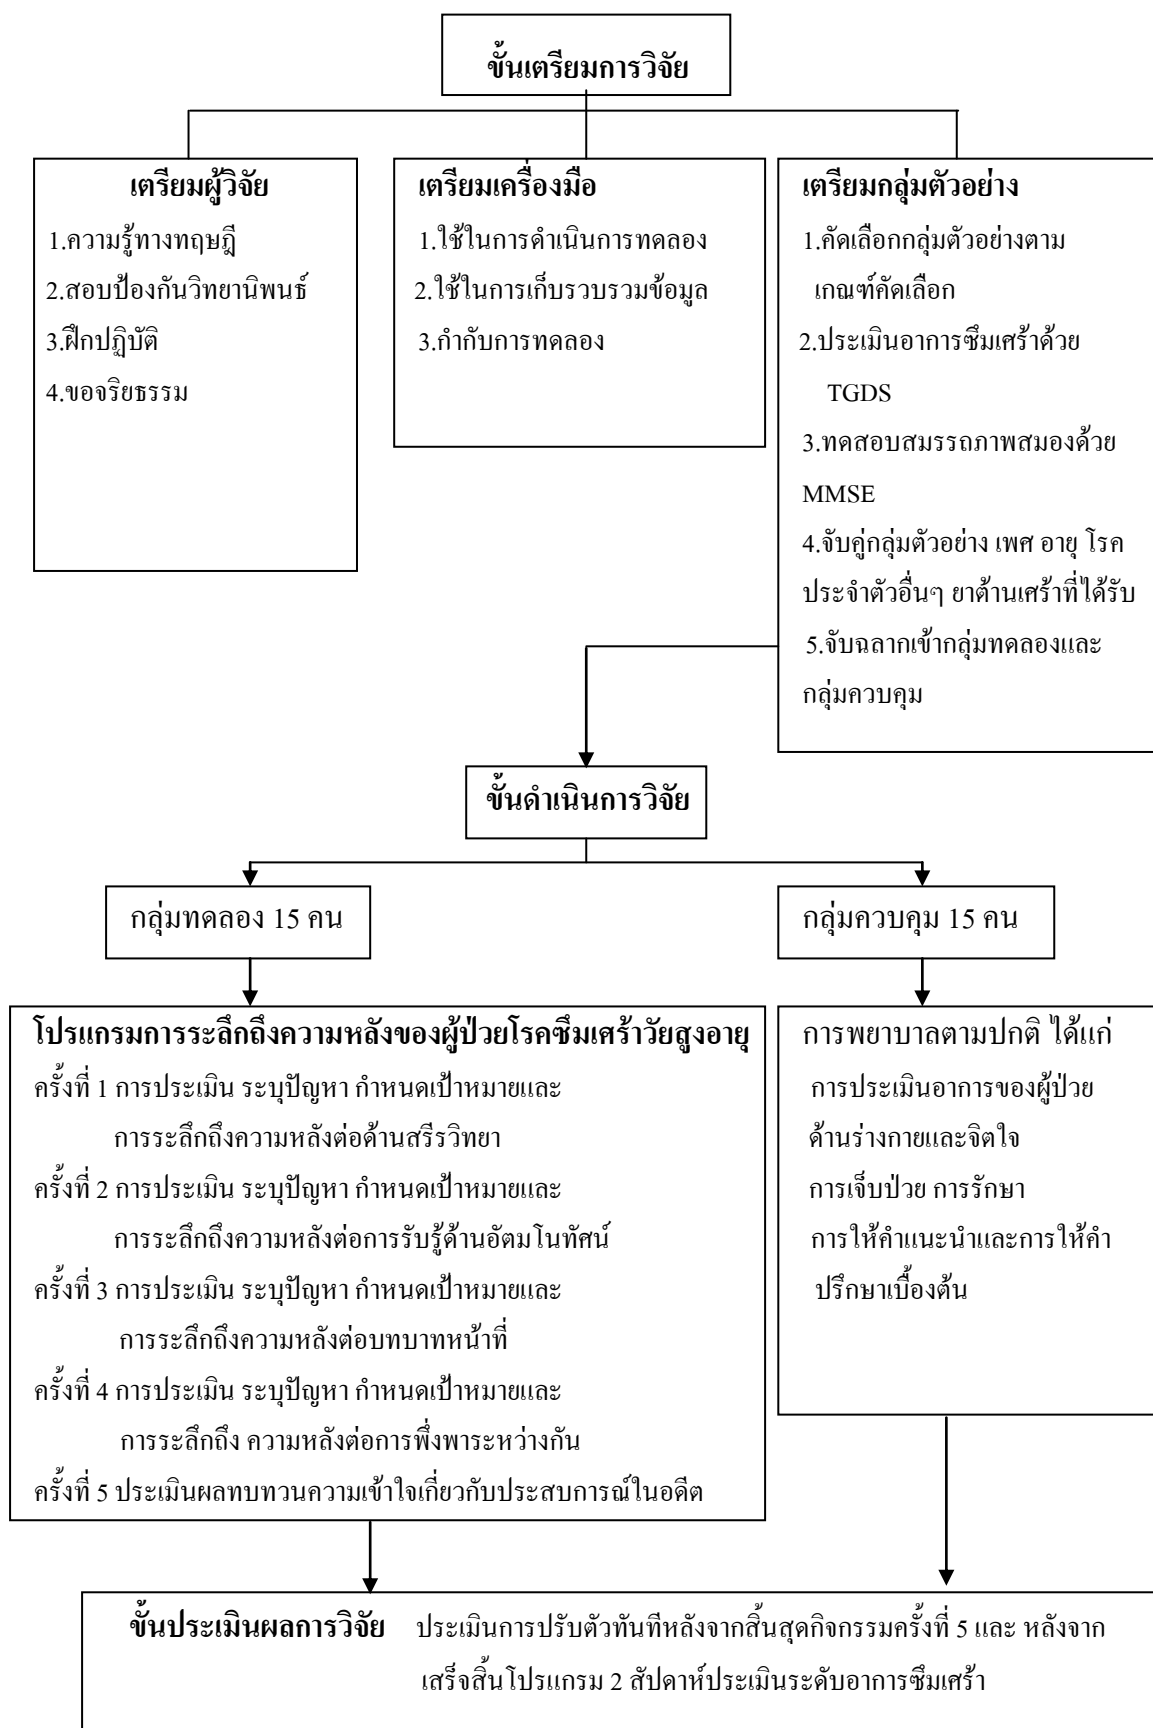 ขั้นเตรียมการวิจัย
เตรียมผู้วิจัย
1.ความรู้ทางทฤษฎี
2.สอบป้องกันวิทยานิพนธ์
3.ฝึกปฏิบัติ
4.ขอจริยธรรม
เตรียมเครื่องมือ
1.ใช้ในการดำเนินการทดลอง
2.ใช้ในการเก็บรวบรวมข้อมูล
3.กำกับการทดลอง
เตรียมกลุ่มตัวอย่าง
1.คัดเลือกกลุ่มตัวอย่างตาม
เกณฑ์คัดเลือก
2.ประเมินอาการซึมเศร้าด้วย
TGDS
3.ทดสอบสมรรถภาพสมองด้วย
MMSE
4.จับคู่กลุ่มตัวอย่าง เพศ อายุ โรค
ประจำตัวอื่นๆ ยาต้านเศร้าที่ได้รับ
5.จับฉลากเข้ากลุ่มทดลองและ
กลุ่มควบคุม
ขั้นดำเนินการวิจัย
กลุ่มทดลอง 15 คน
กลุ่มควบคุม 15 คน
โปรแกรมการระลึกถึงความหลังของผู้ป่วยโรคซึมเศร้าวัยสูงอายุ
ครั้งที่ 1 การประเมิน ระบุปัญหา กำหนดเป้าหมายและ
การระลึกถึงความหลังต่อด้านสรีรวิทยา
ครั้งที่ 2 การประเมิน ระบุปัญหา กำหนดเป้าหมายและ
การระลึกถึงความหลังต่อการรับรู้ด้านอัตมโนทัศน์
ครั้งที่ 3 การประเมิน ระบุปัญหา กำหนดเป้าหมายและ
การระลึกถึงความหลังต่อบทบาทหน้าที่
ครั้งที่ 4 การประเมิน ระบุปัญหา กำหนดเป้าหมายและ
การระลึกถึง ความหลังต่อการพึ่งพาระหว่างกัน
ครั้งที่ 5 ประเมินผลทบทวนความเข้าใจเกี่ยวกับประสบการณ์ในอดีต
การพยาบาลตามปกติ ได้แก่
การประเมินอาการของผู้ป่วย
ด้านร่างกายและจิตใจ
การเจ็บป่วย การรักษา
การให้คำแนะนำและการให้คำ
ปรึกษาเบื้องต้น
ขั้นประเมินผลการวิจัย ประเมินการปรับตัวทันทีหลังจากสิ้นสุดกิจกรรมครั้งที่ 5 และ หลังจาก
เสร็จสิ้นโปรแกรม 2 สัปดาห์ประเมินระดับอาการซึมเศร้า